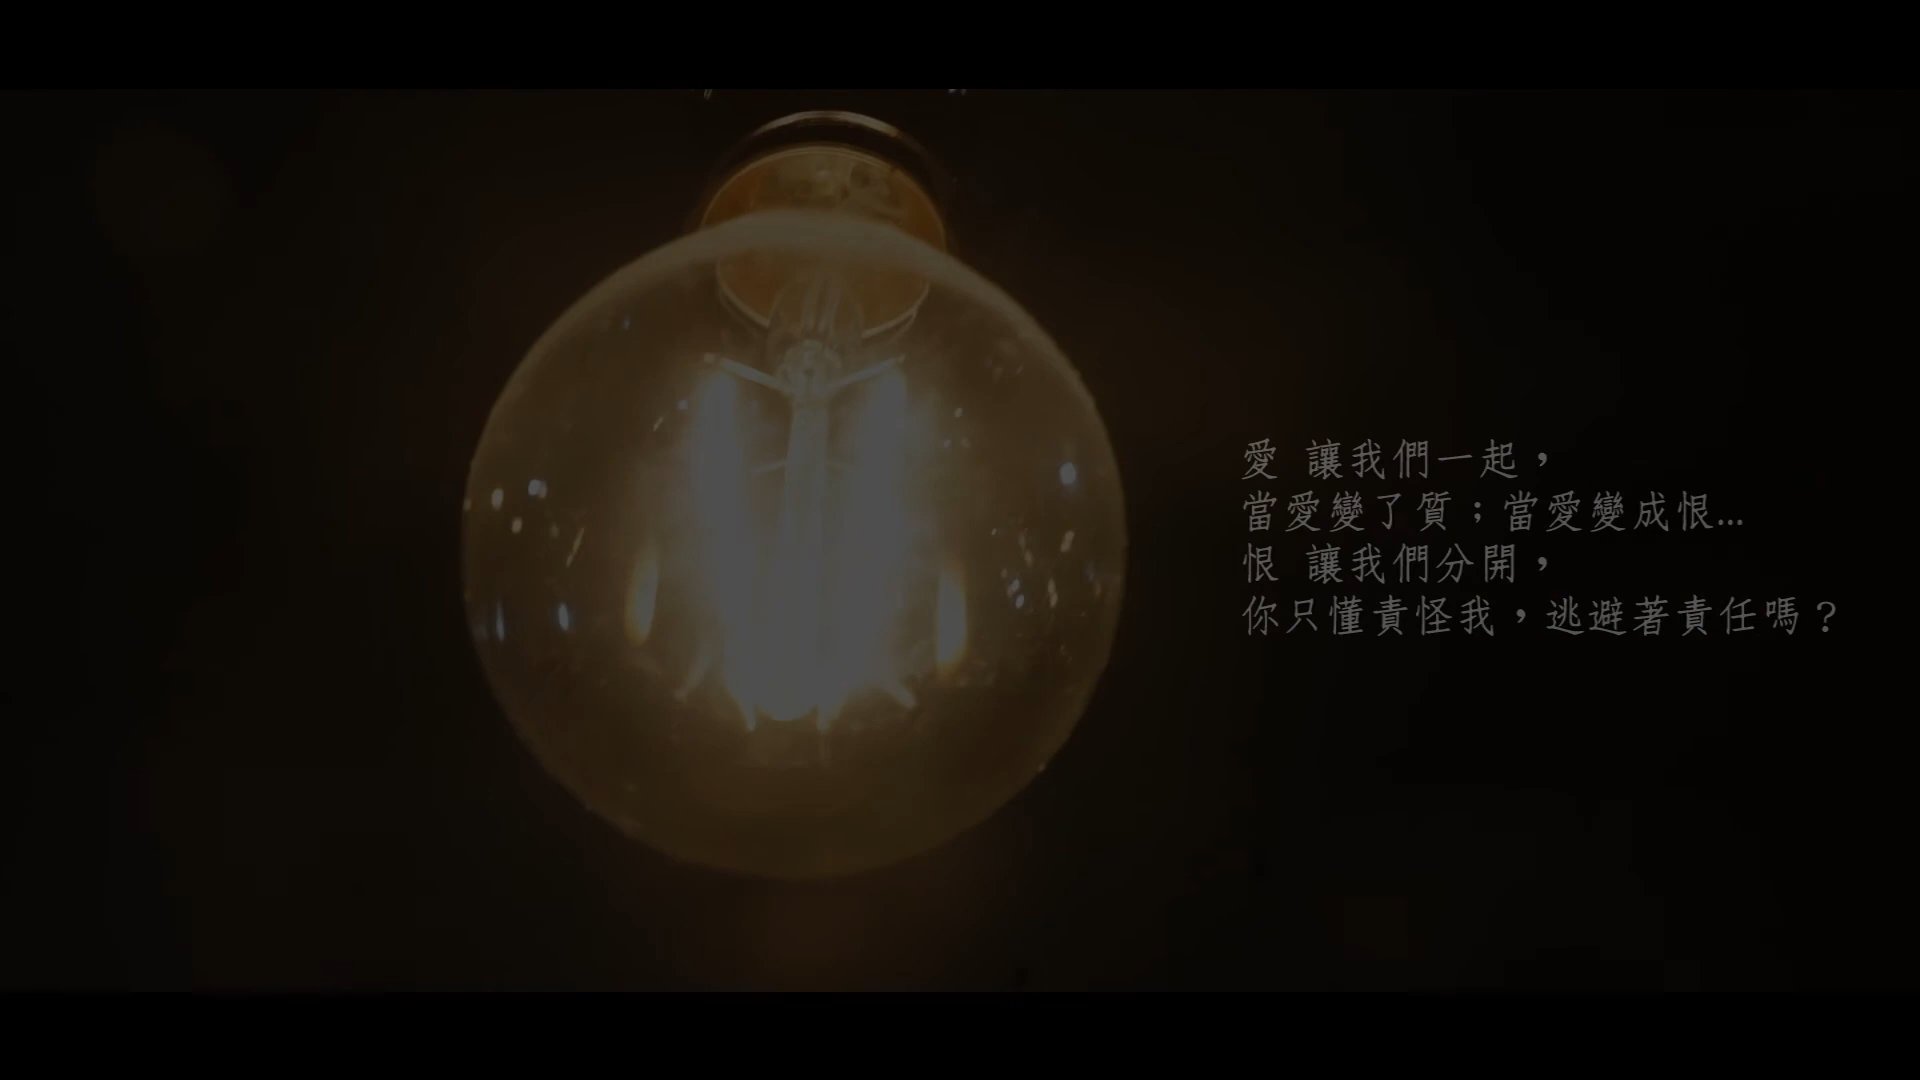 愛 讓我們一起，
當愛變了質；當愛變成恨...
恨 讓我們分開，
你只懂責怪我，逃避著責任嗎？